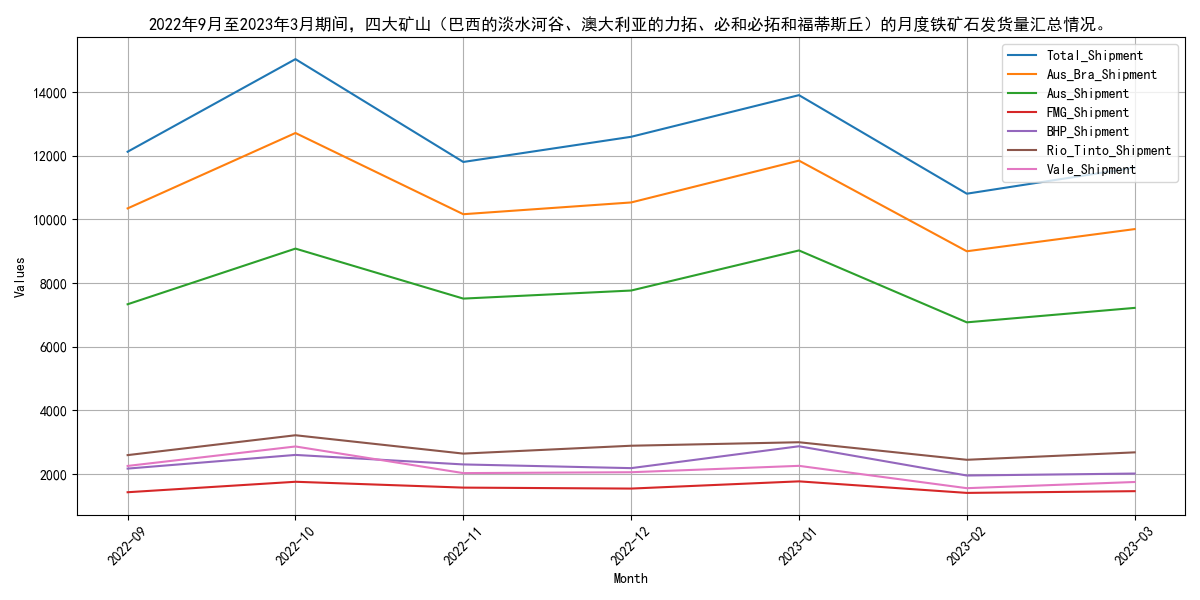 2022年9月至2023年3月期间，四大矿山（巴西的淡水河谷、澳大利亚的力拓、必和必拓和福蒂斯丘）的月度铁矿石发货量汇总情况。
Total_Shipment
Aus_Bra_Shipment
Aus_Shipment
FMG_Shipment
BHP_Shipment
Rio_Tinto_Shipment
Vale_Shipment
Values
14000
12000
10000
8000
6000
4000
2000
2022-09
2022-10
2022-11
2022-12
2023-01
2023-02
2023-03
Month